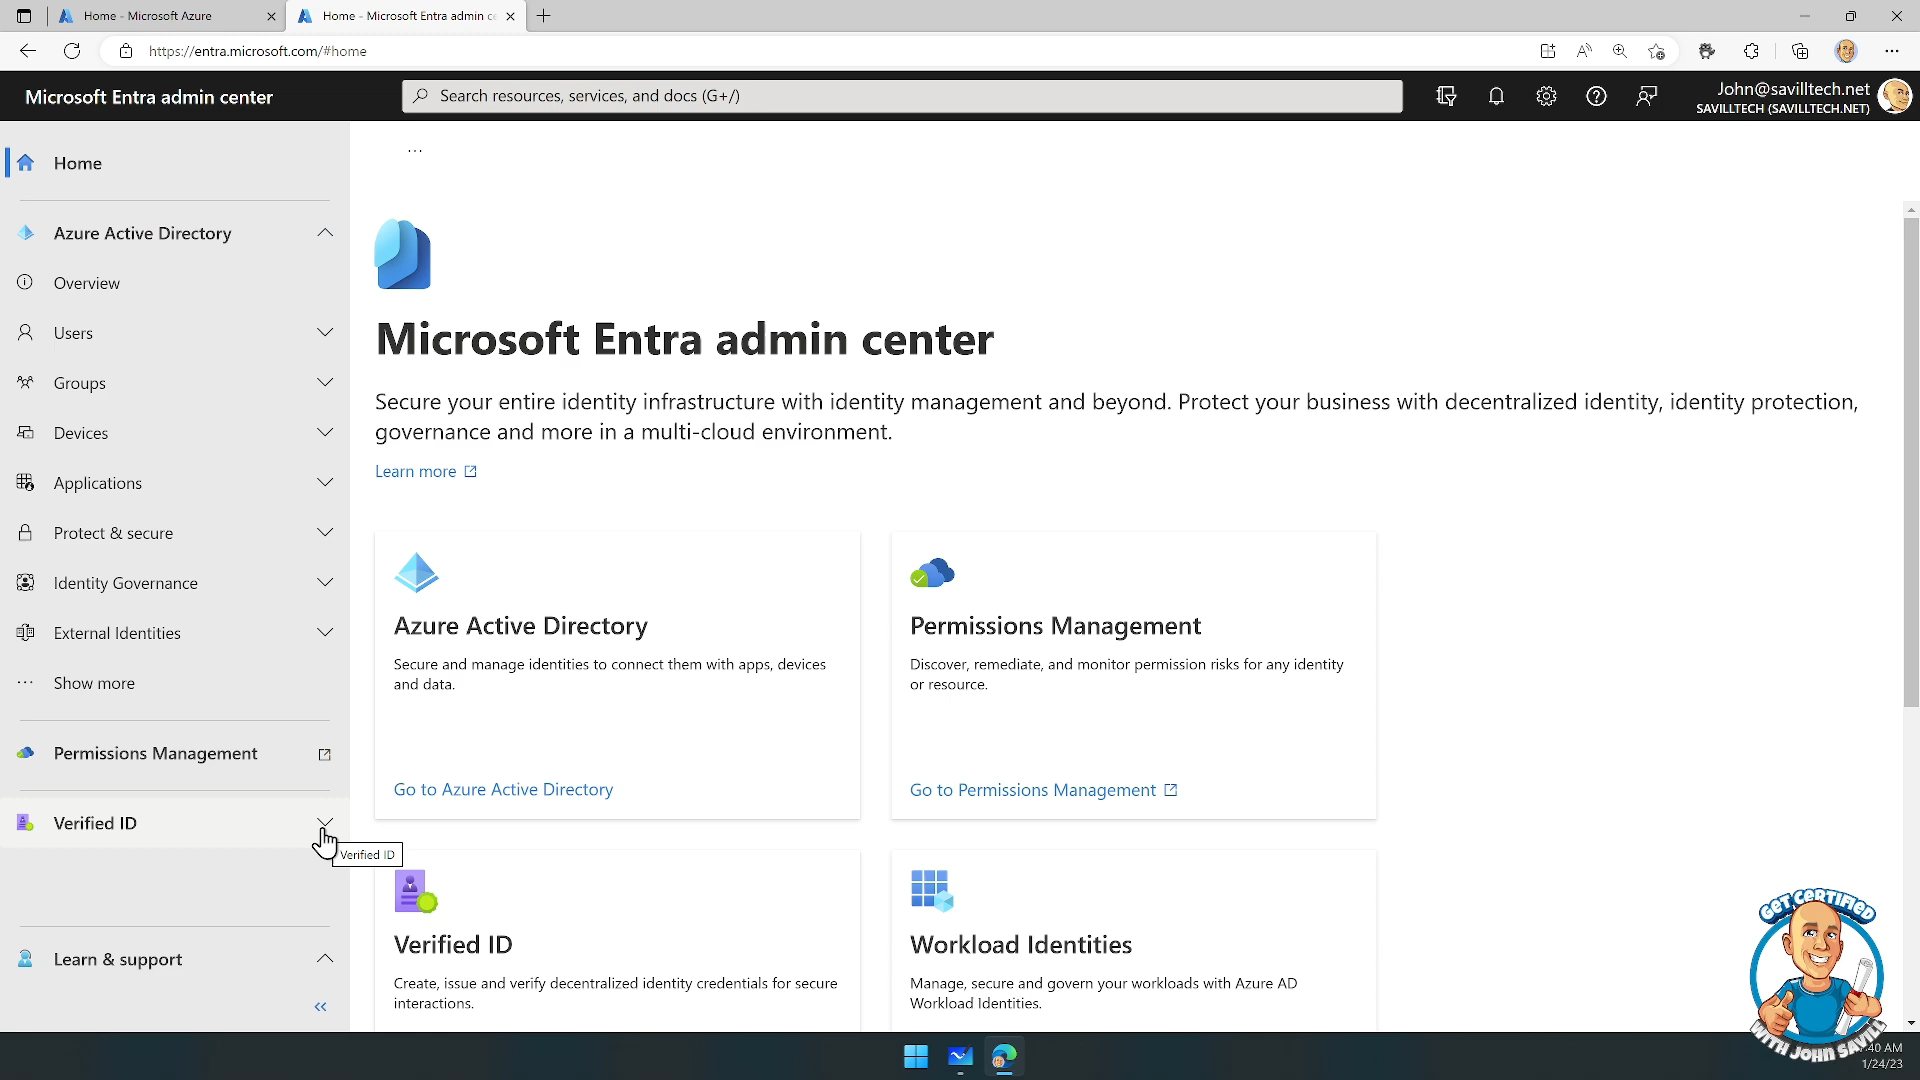 Home - Microsoft Azure
Home - Microsoft Entra admin ce
https://entra.microsoft.com/#home
Microsoft Entra admin center
Search resources, services, and docs (G+/)
John@savilltech.net
SAVILLTECH (SAVILLTECH.NET)
Home
Azure Active Directory
Overview
Users
Groups
Devices
Applications
Protect & secure
Identity Governance
External Identities
Show more
Permissions Management
Verified ID
Verified ID
Learn & support
Microsoft Entra admin center
Secure your entire identity infrastructure with identity management and beyond. Protect your business with decentralized identity, identity protection,
governance and more in a multi-cloud environment.
Learn more
Azure Active Directory
Secure and manage identities to connect them with apps, devices
and data.
Go to Azure Active Directory
Permissions Management
Discover, remediate, and monitor permission risks for any identity
or resource.
Go to Permissions Management
Verified ID
Create, issue and verify decentralized identity credentials for secure
interactions.
Workload Identities
Manage, secure and govern your workloads with Azure AD
Workload Identities.
GET CERTIFIED
WITH JOHN SAVILL
:40 AM
1/24/23